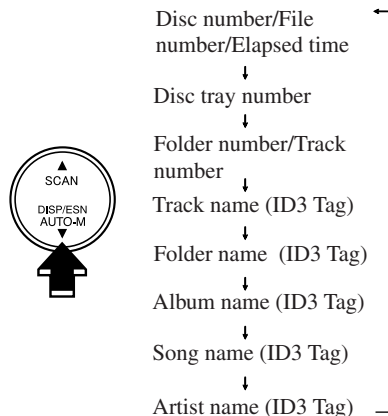 Disc number/File
number/Elapsed time
Disc tray number
Folder number/Track
number
Track name (ID3 Tag)
Folder name (ID3 Tag)
Album name (ID3 Tag)
Song name (ID3 Tag)
Artist name (ID3 Tag)
SCAN
DISP/ESN
AUTO-M